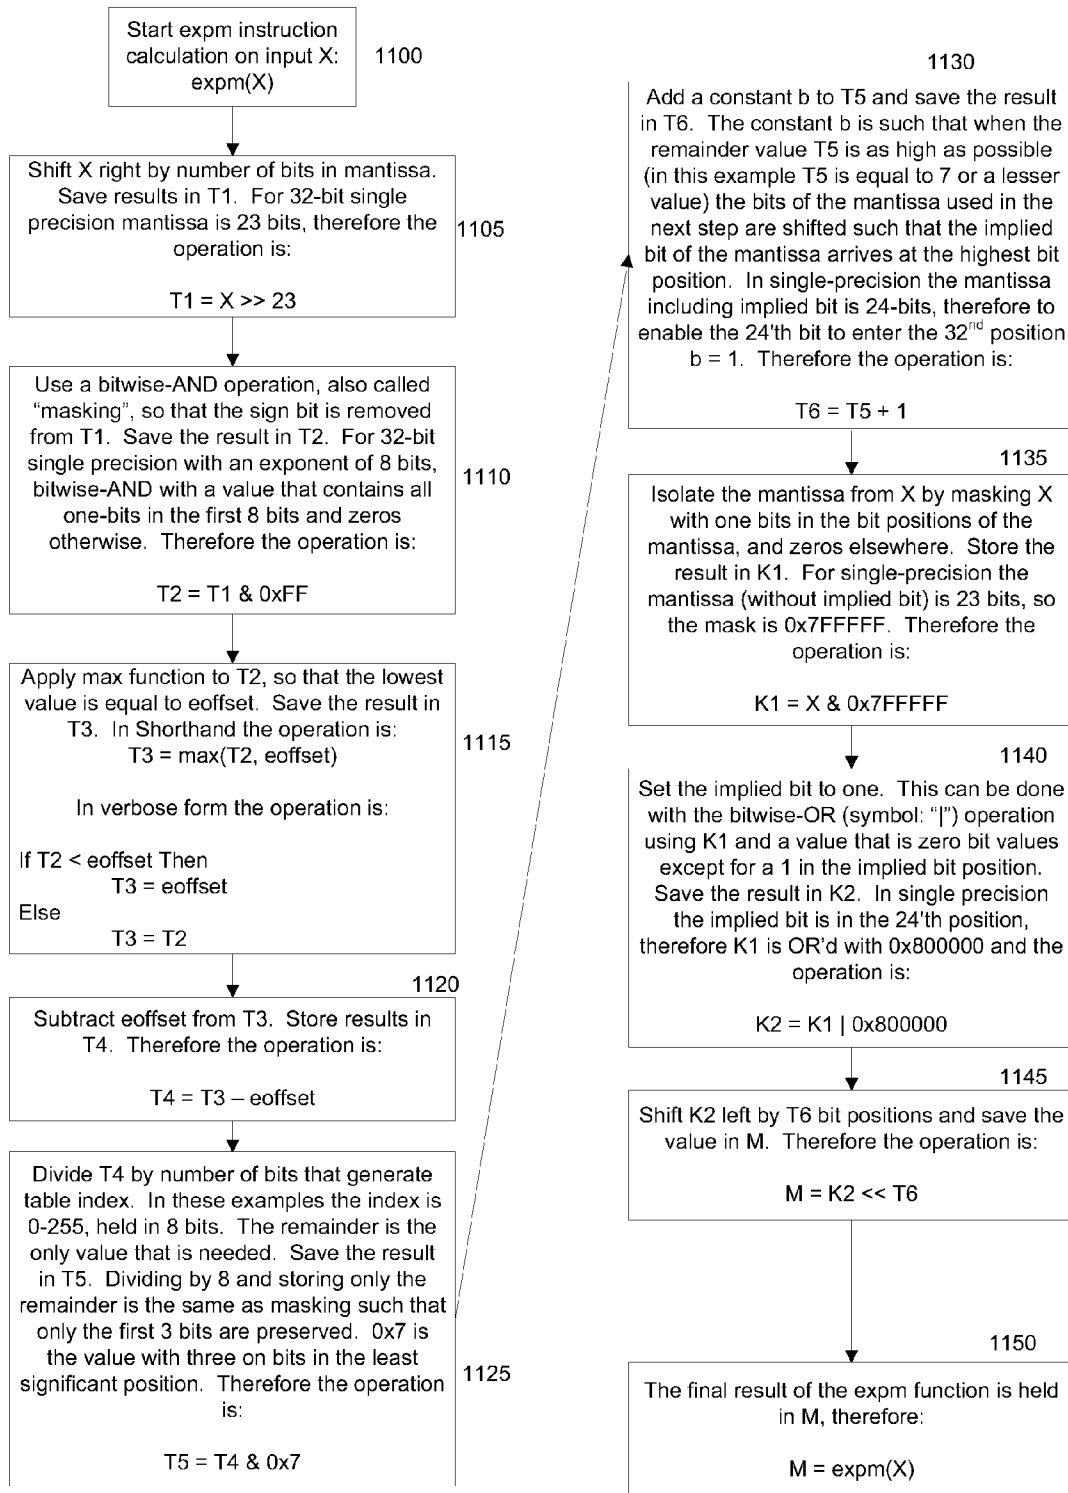 Start expm instruction
calculation on input X:
expm(X)
1100
Shift X right by number of bits in mantissa.
Save results in T1. For 32-bit single
precision mantissa is 23 bits, therefore the
operation is:
T1 = X >> 23
1105
Use a bitwise-AND operation, also called
“masking”, so that the sign bit is removed
from T1. Save the result in T2. For 32-bit
single precision with an exponent of 8 bits,
bitwise-AND with a value that contains all
one-bits in the first 8 bits and zeros
otherwise. Therefore the operation is:
T2 = T1 & 0xFF
1110
Apply max function to T2, so that the lowest
value is equal to eoffset. Save the result in
T3. In Shorthand the operation is:
T3 = max(T2, eoffset)
In verbose form the operation is:
If T2 < eoffset Then
T3 = eoffset
Else
T3 = T2
1115
1120
Subtract eoffset from T3. Store results in
T4. Therefore the operation is:
T4 = T3 – eoffset
Divide T4 by number of bits that generate
table index. In these examples the index is
0-255, held in 8 bits. The remainder is the
only value that is needed. Save the result
in T5. Dividing by 8 and storing only the
remainder is the same as masking such that
only the first 3 bits are preserved. 0x7 is
the value with three on bits in the least
significant position. Therefore the operation
is:
T5 = T4 & 0x7
1125
1130
Add a constant b to T5 and save the result
in T6. The constant b is such that when the
remainder value T5 is as high as possible
(in this example T5 is equal to 7 or a lesser
value) the bits of the mantissa used in the
next step are shifted such that the implied
bit of the mantissa arrives at the highest bit
position. In single-precision the mantissa
including implied bit is 24-bits, therefore to
enable the 24'th bit to enter the 32nd position
b = 1. Therefore the operation is:
T6 = T5 + 1
1135
Isolate the mantissa from X by masking X
with one bits in the bit positions of the
mantissa, and zeros elsewhere. Store the
result in K1. For single-precision the
mantissa (without implied bit) is 23 bits, so
the mask is 0x7FFFFF. Therefore the
operation is:
K1 = X & 0x7FFFFF
1140
Set the implied bit to one. This can be done
with the bitwise-OR (symbol: “|”) operation
using K1 and a value that is zero bit values
except for a 1 in the implied bit position.
Save the result in K2. In single precision
the implied bit is in the 24'th position,
therefore K1 is OR'd with 0x800000 and the
operation is:
K2 = K1 | 0x800000
1145
Shift K2 left by T6 bit positions and save the
value in M. Therefore the operation is:
M = K2 << T6
1150
The final result of the expm function is held
in M, therefore:
M = expm(X)